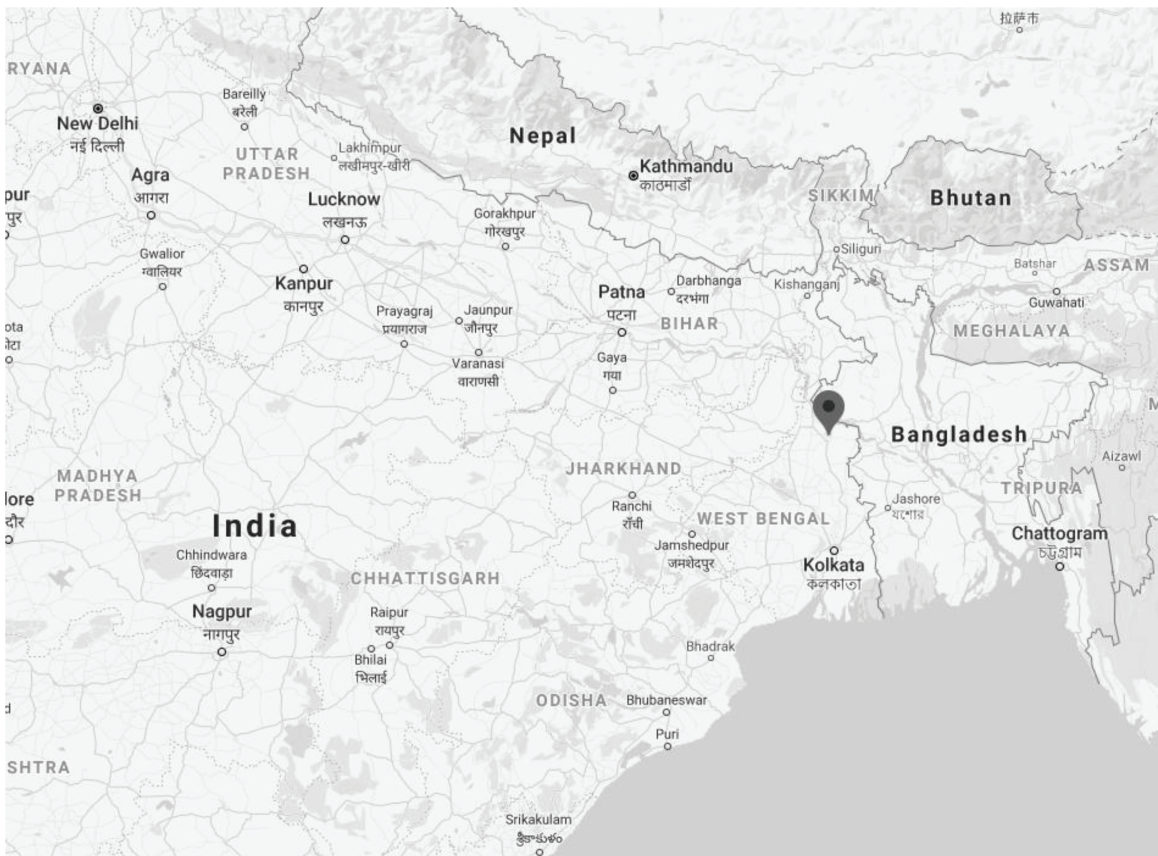 拉萨市
RYANA
Bareilly
बरेली
New Delhi
नई दिल्ली
Nepal
Lakhimpur
लखीमपुर-खीरी
UTTAR
PRADESH
Kathmandu
काठमाडौं
Agra
आगरा
SIKKIM
Bhutan
pur
पुर
Lucknow
लखनऊ
Gorakhpur
गोरखपुर
Siliguri
Gwalior
ग्वालियर
Batshar
ASSAM
Kanpur
कानपुर
Darbhanga
दरभंगा
Kishanganj
Patna
पटना
Guwahati
Prayagraj
प्रयागराज
Jaunpur
जौनपुर
BIHAR
ota
ोटा
MEGHALAYA
Varanasi
वाराणसी
Gaya
गया
M
Bangladesh
Aizawl
JHARKHAND
MADHYA
PRADESH
TRIPURA
lore
दौर
Ranchi
राँची
Jashore
যশোর
India
WEST BENGAL
Chattogram
চট্টগ্রাম
Jamshedpur
जमशेदपुर
Chhindwara
छिंदवाड़ा
Kolkata
কলকাতা
CHHATTISGARH
Nagpur
नागपुर
Raipur
रायपुर
Bhadrak
Bhilai
भिलाई
ODISHA
Bhubaneswar
d
Puri
SHTRA
Srikakulam
శ్రీకాకుళం